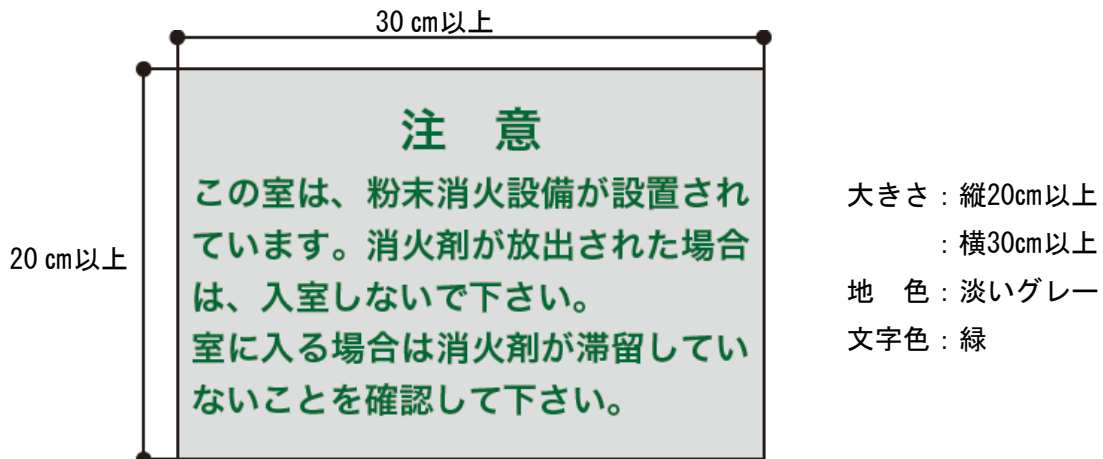 30 cm以上
20 cm以上
注　意
この室は、粉末消火設備が設置され
ています。消火剤が放出された場合
は、入室しないで下さい。
室に入る場合は消火剤が滞留してい
ないことを確認して下さい。
大きさ：縦20cm以上
：横30cm以上
地　色：淡いグレー
文字色：緑